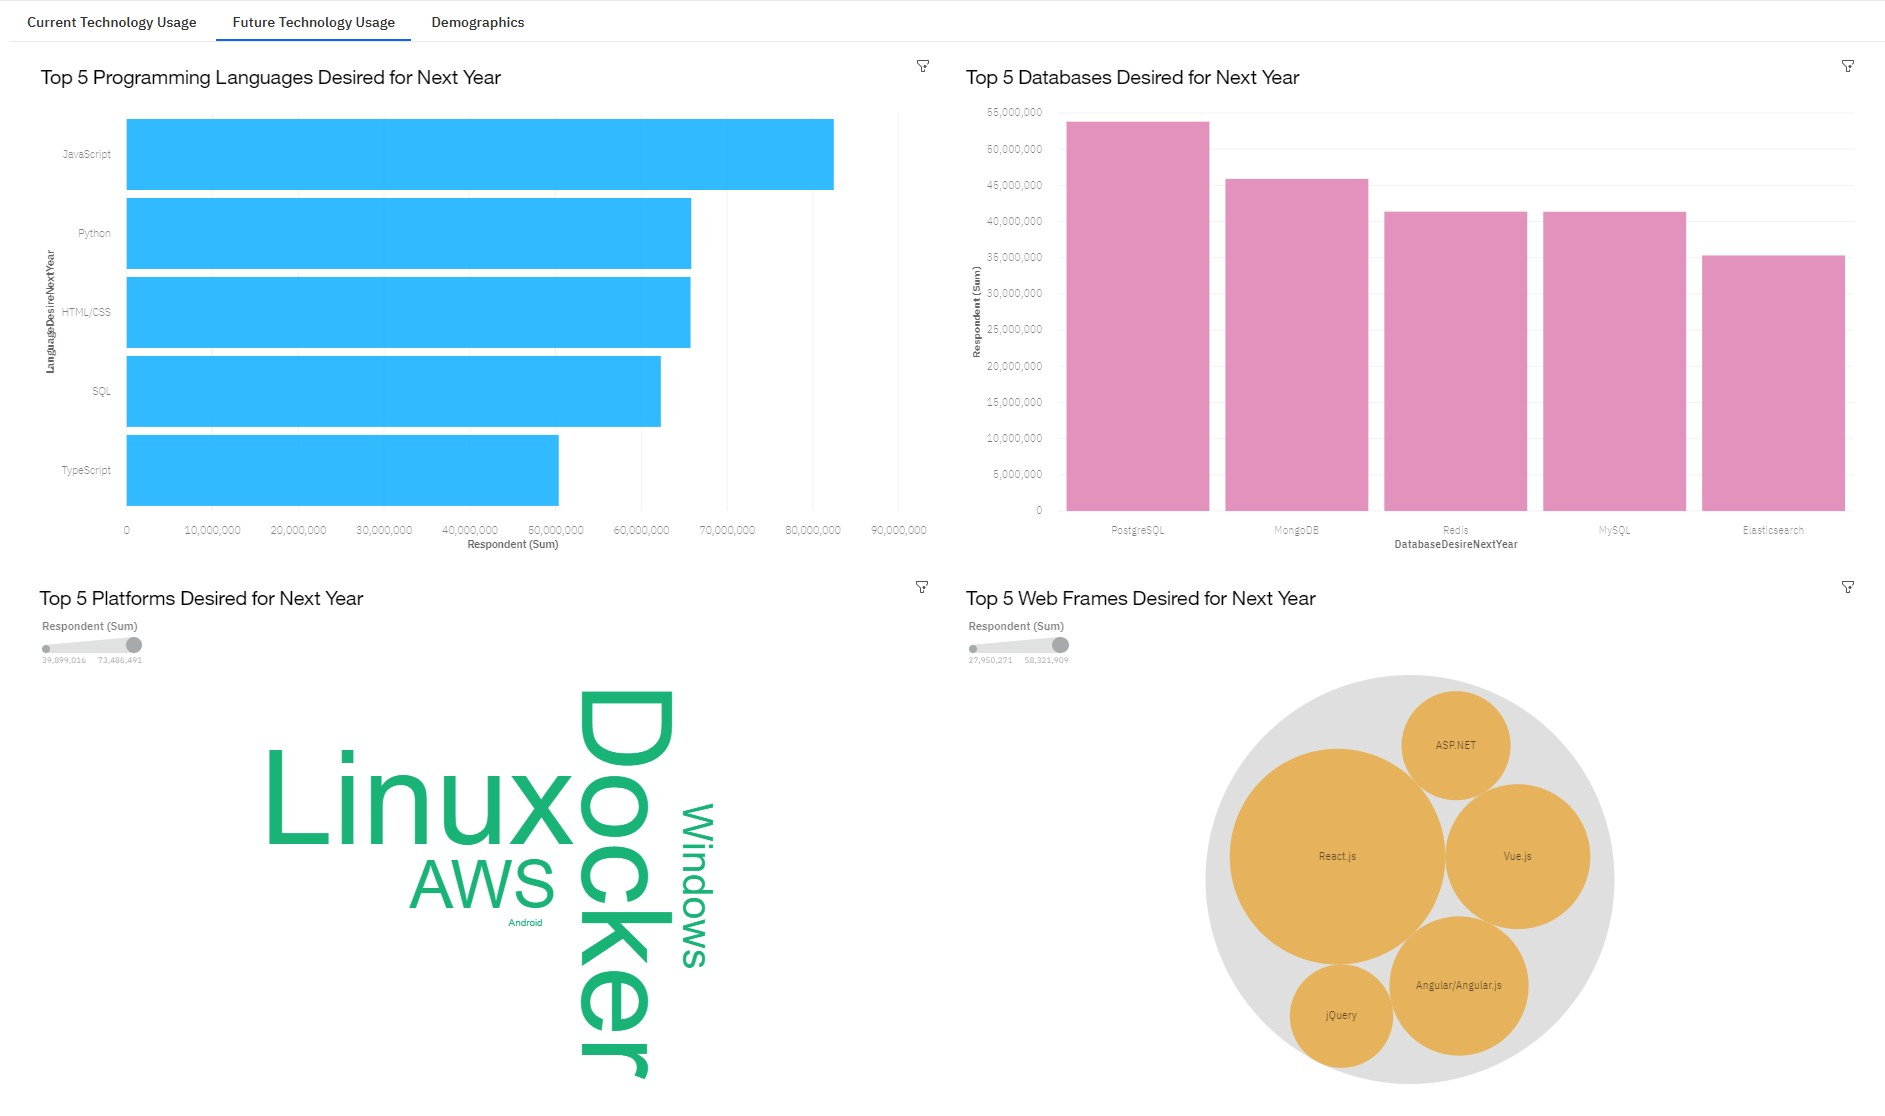 Current Technology Usage
Future Technology Usage
Demographics
Top 5 Programming Languages Desired for Next Year
LanguageDesireNextYear
JavaScript
Python
HTML/CSS
SQL
TypeScript
0 10,000,000 20,000,000 30,000,000 40,000,000 50,000,000 60,000,000 70,000,000 80,000,000 90,000,000
Respondent (Sum)
Top 5 Databases Desired for Next Year
Respondent (Sum)
55,000,000
50,000,000
45,000,000
40,000,000
35,000,000
30,000,000
25,000,000
20,000,000
15,000,000
10,000,000
5,000,000
0
PostgreSQL MongoDB Redis MySQL Elasticsearch
DatabaseDesireNextYear
Top 5 Platforms Desired for Next Year
Respondent (Sum)
39,899,016 73,486,491
Docker
Linux
Windows
AWS
Android
Top 5 Web Frames Desired for Next Year
Respondent (Sum)
27,950,271 58,321,909
ASP.NET
React.js
Vue.js
Angular/Angular.js
jQuery